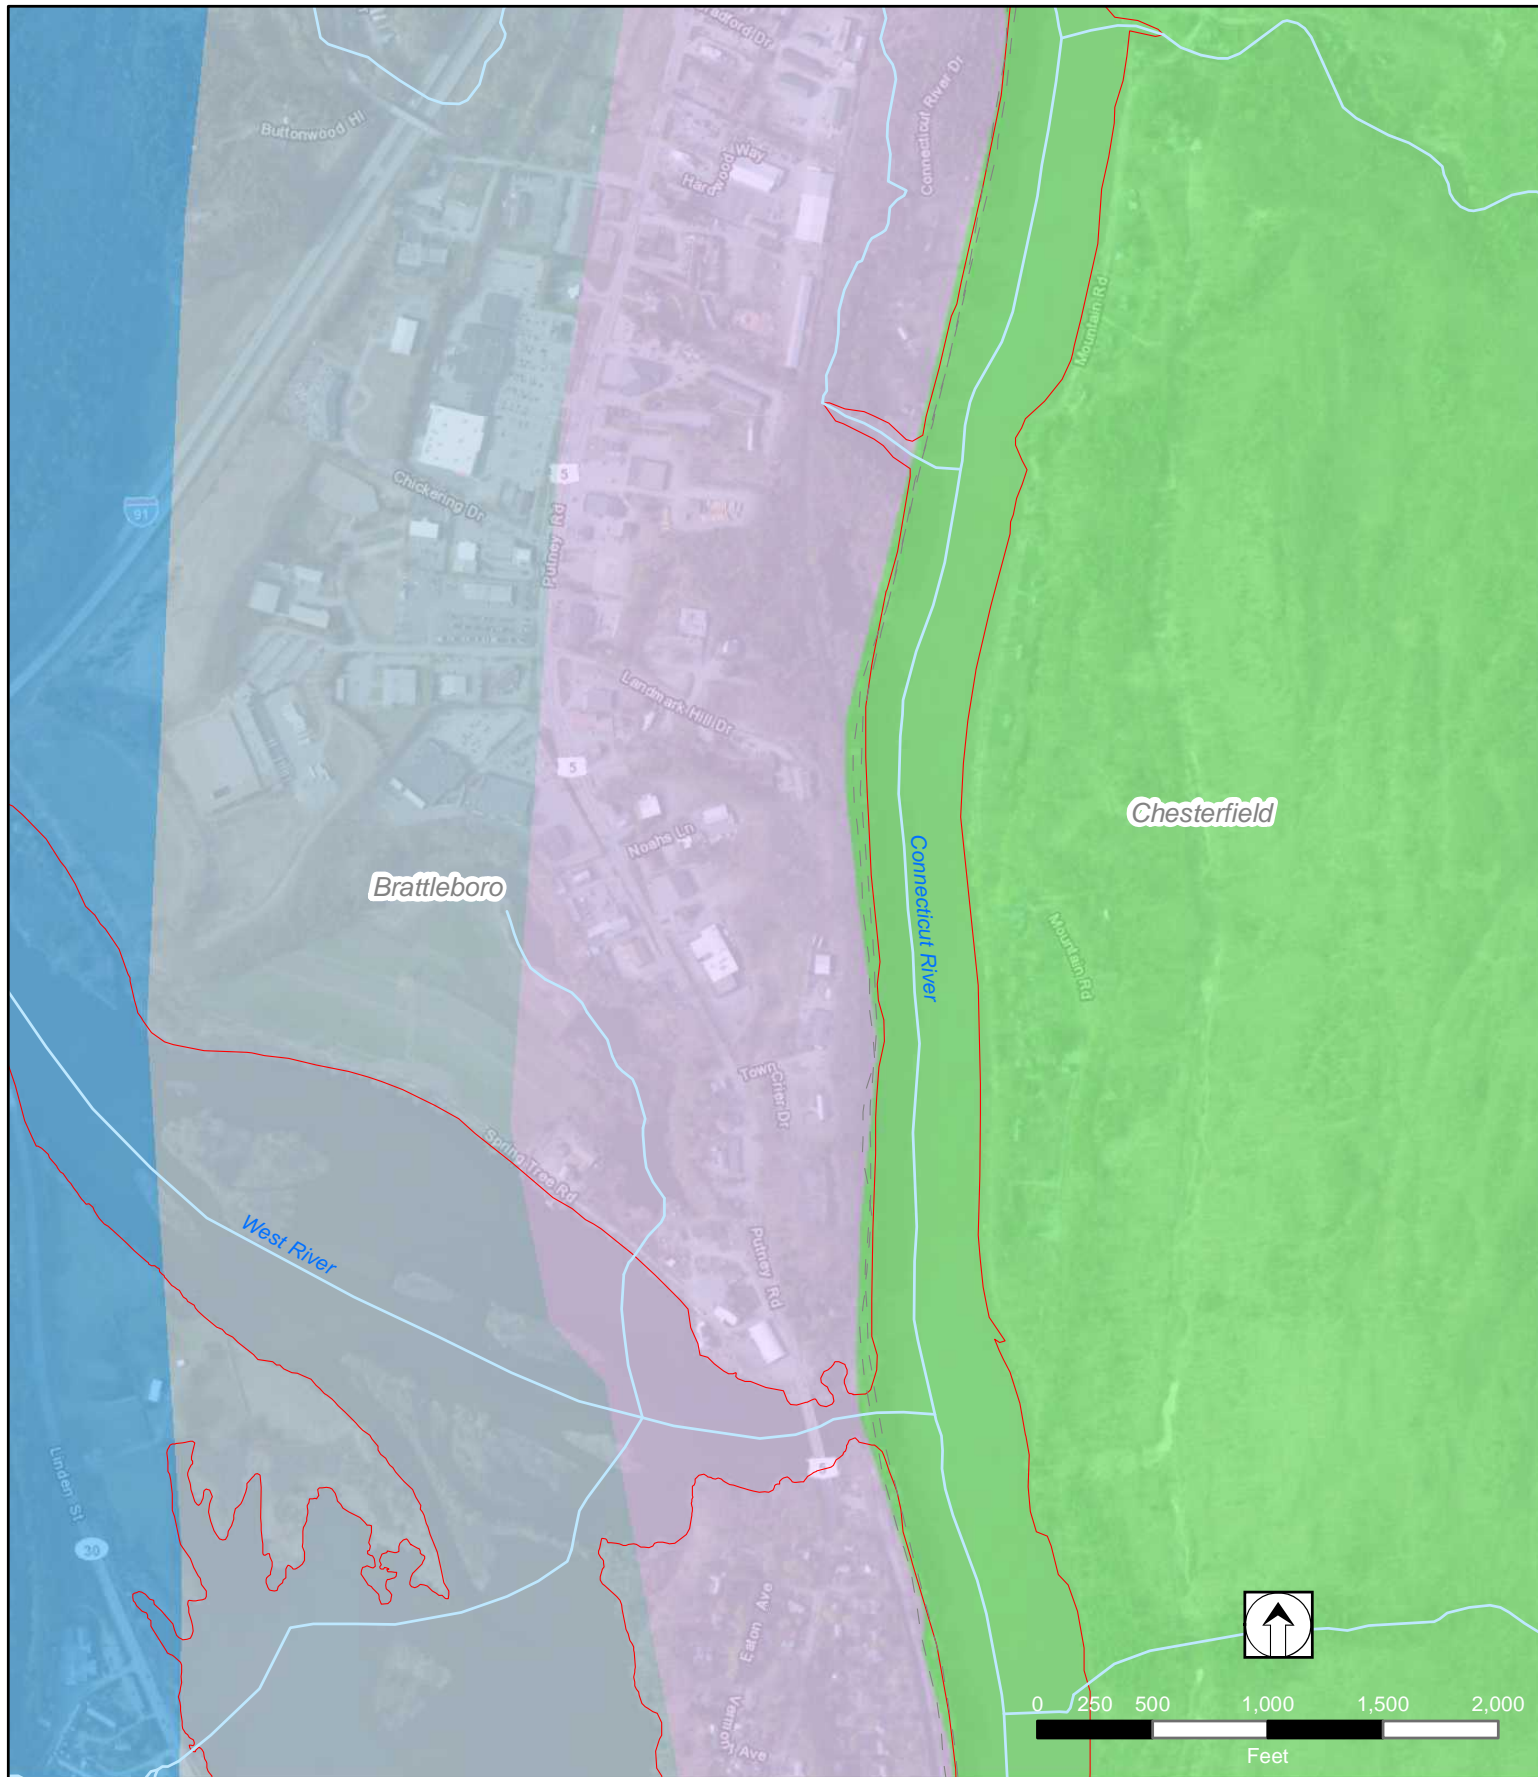 Bradford Dr
Connecticut River Dr
Buttonwood Hl
Hardwood Way
Mountain Rd
5
Chickering Dr
91
Putney Rd
Landmark Hill Dr
5
Chesterfield
Noahs Ln
Connecticut River
Brattleboro
Mountain Rd
Town Crier Dr
Spring Tree Rd
West River
Putney Rd
Linden St
5
30
Eaton Ave
Vermont Ave
0 250 500 1,000 1,500 2,000
Feet